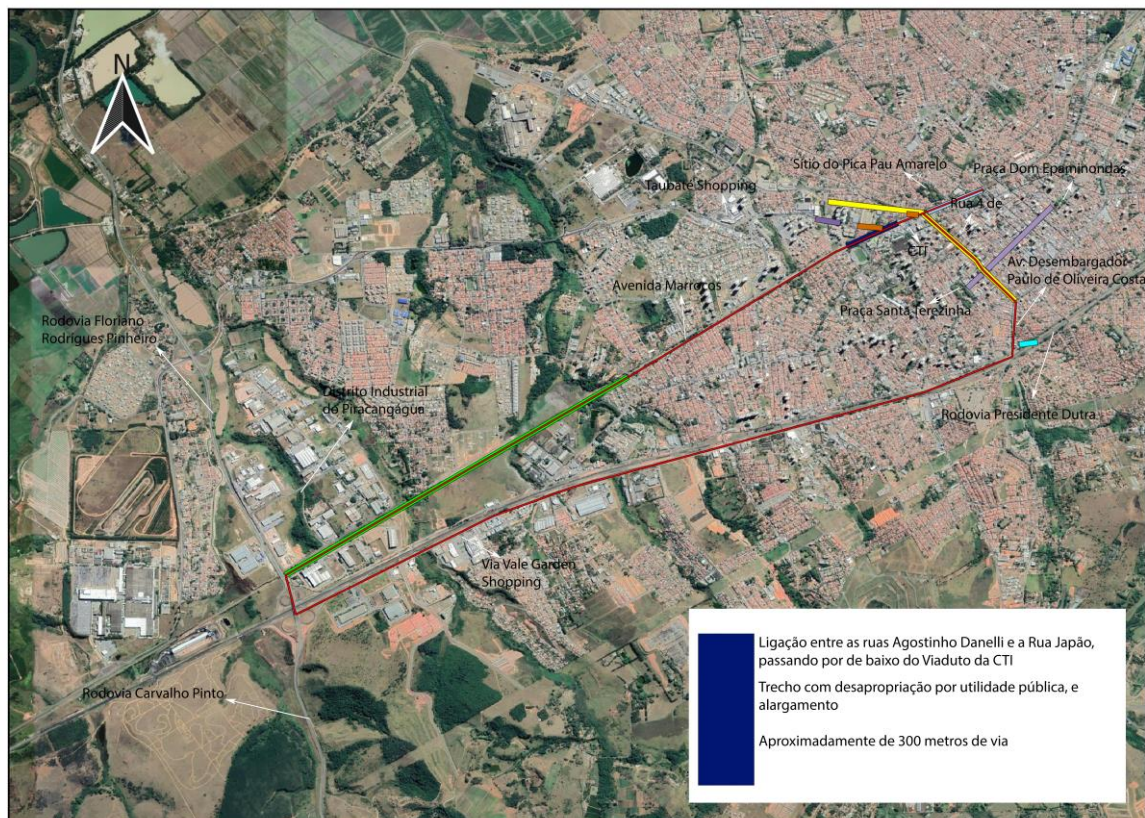 N
Sítio do Pica Pau Amarelo
Praça Dom Epaminondas
Taubaté Shopping
Rua 4 de
CTI
Av. Desembargador
Paulo de Oliveira Costa
Avenida Marrocos
Praça Santa Terezinha
Rodovia Floriano
Rodrigues Pinheiro
Distrito Industrial
do Piracangágua
Rodovia Presidente Dutra
Via Vale Garden
Shopping
Rodovia Carvalho Pinto
Ligação entre as ruas Agostinho Danelli e a Rua Japão,
passando por de baixo do Viaduto da CTI
Trecho com desapropriação por utilidade pública, e
alargamento
Aproximadamente de 300 metros de via